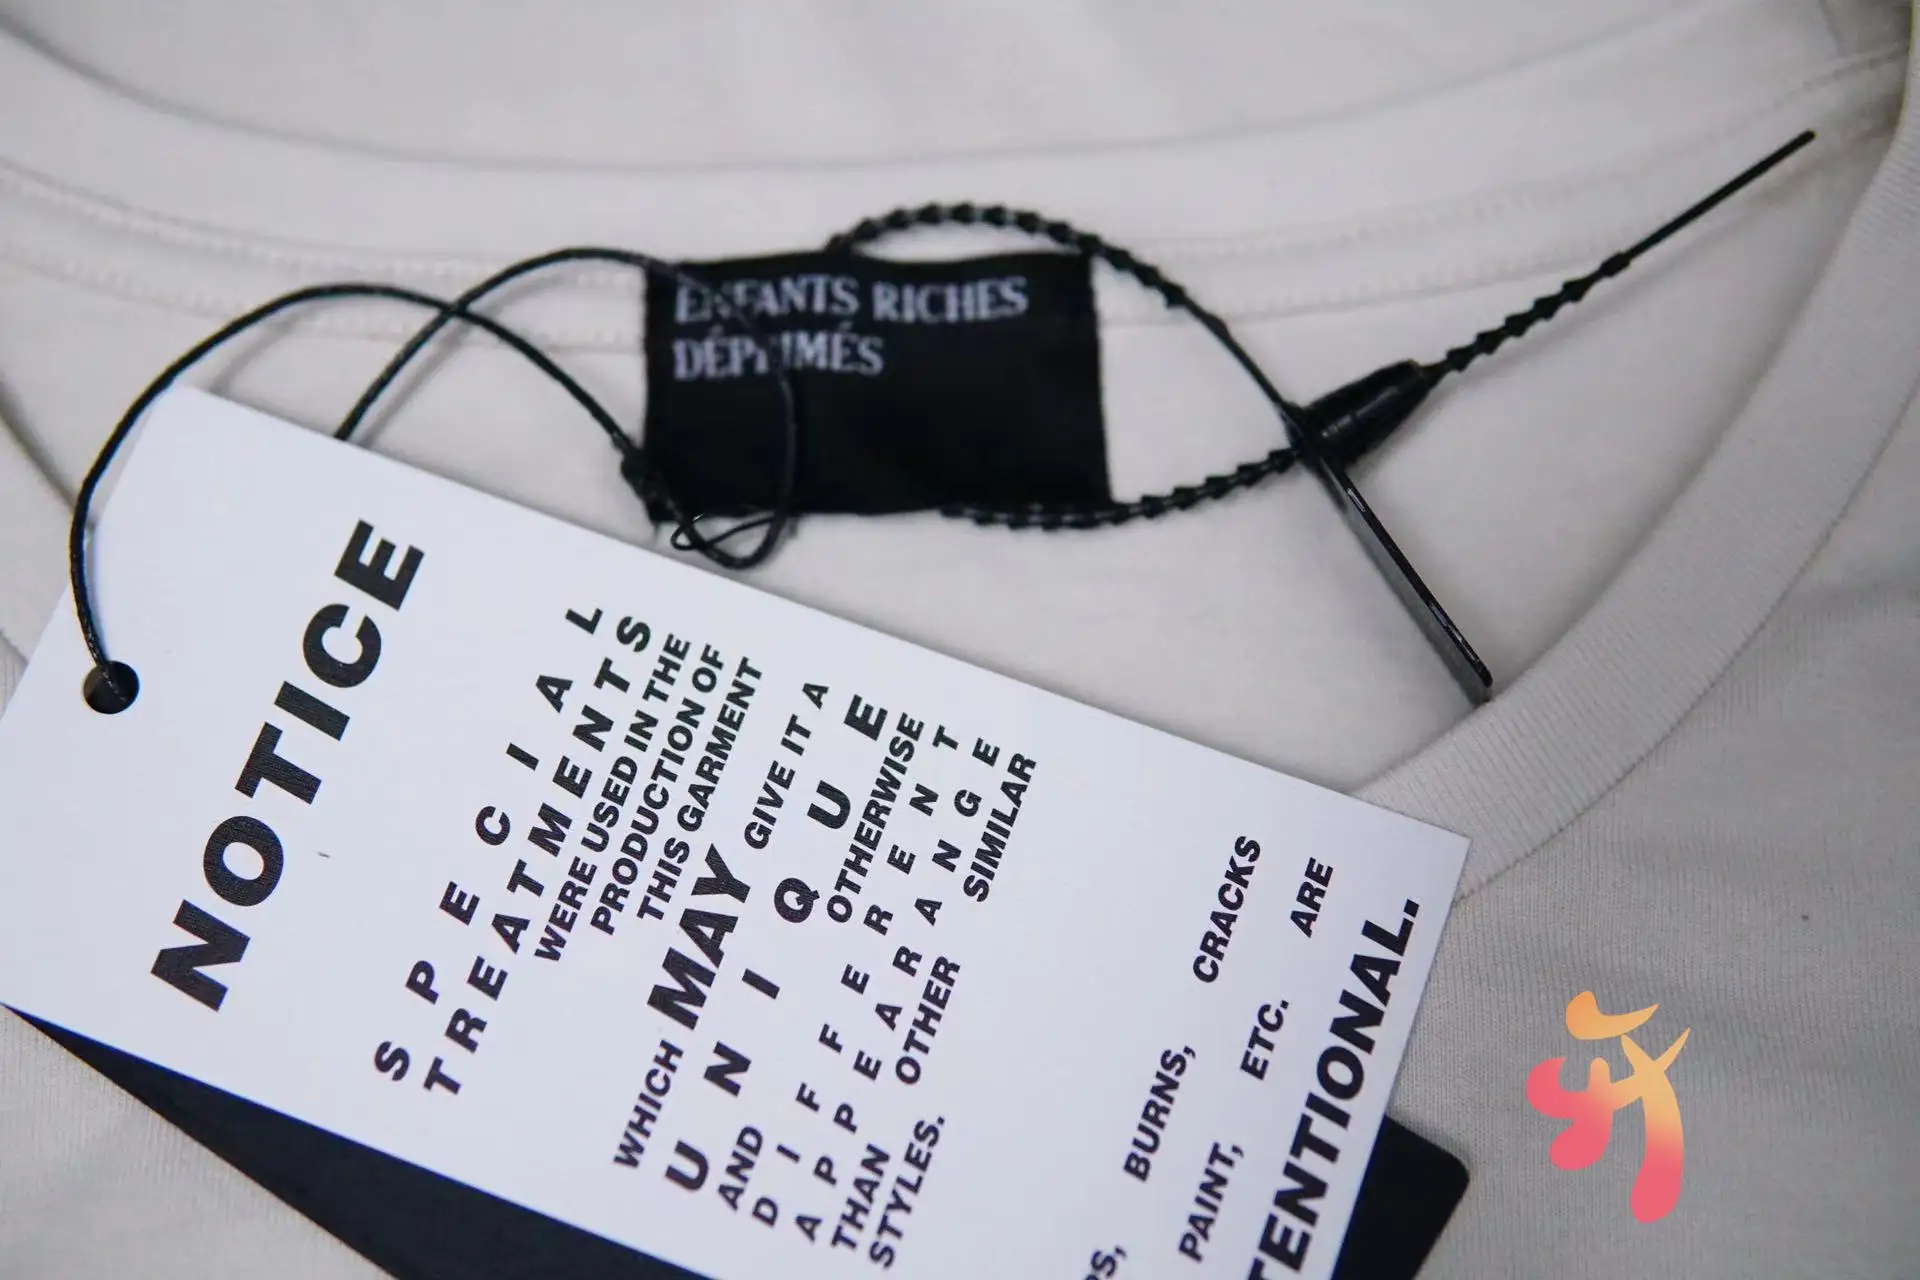 ENFANTS RICHES
DÉPRIMÉS
NOTICE
SPECIAL
TREATMENTS
WERE USED IN THE
PRODUCTION OF
THIS GARMENT
WHICH MAY GIVE IT A
UNIQUE
AND OTHERWISE
DIFFERENT
APPEARANGE
THAN OTHER SIMILAR
STYLES.
BURNS, CRACKS
PAINT, ETC. ARE